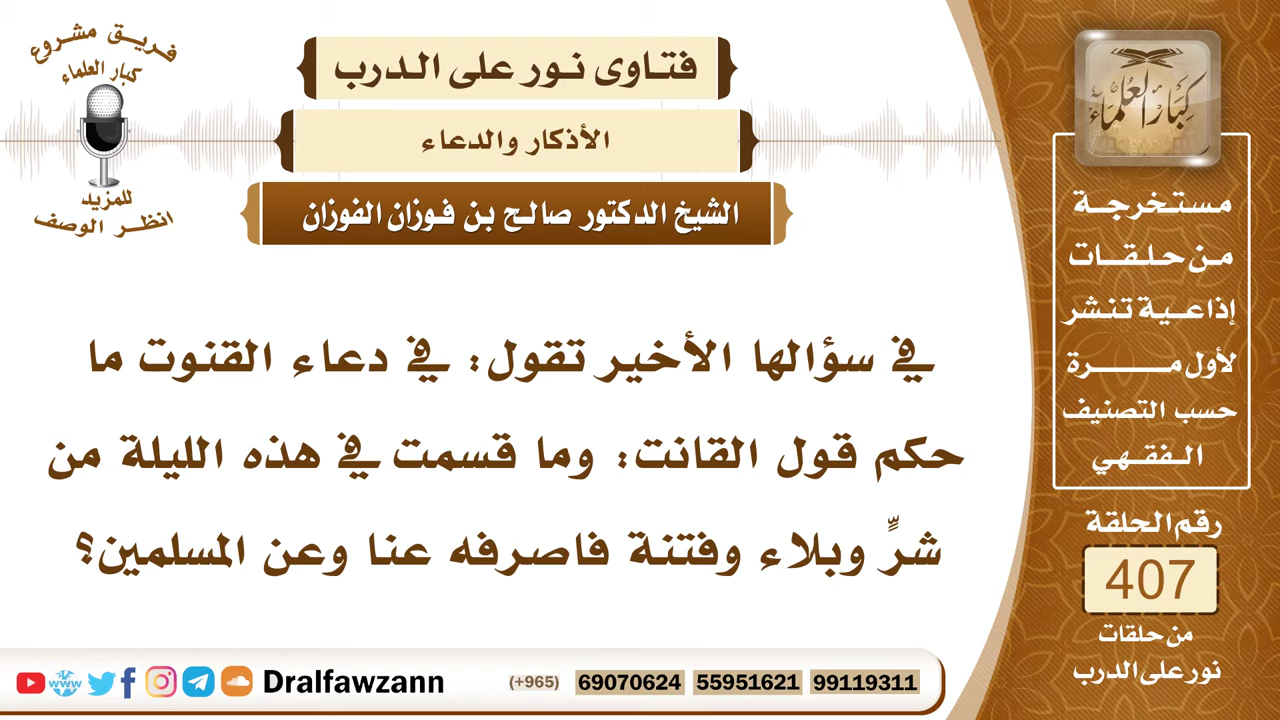 فريق مشروع
كبار العلماء
للمزيد
انظر الوصف
فتاوى نور على الدرب
الأذكار والدعاء
الشيخ الدكتور صالح بن فوزان الفوزان
في سؤالها الأخير تقول: في دعاء القنوت ما
حكم قول القانت: وما قسمت في هذه الليلة من
شرٍّ وبلاء وفتنة فاصرفه عنا وعن المسلمين؟
كبار العلماء
مستخرجة
من حلقات
إذاعية تنشر
لأول مرة
حسب التصنيف
الفقهي
رقم الحلقة
407
من حلقات
نور على الدرب
www Dralfawzann (+965) 69070624 55951621 99119311